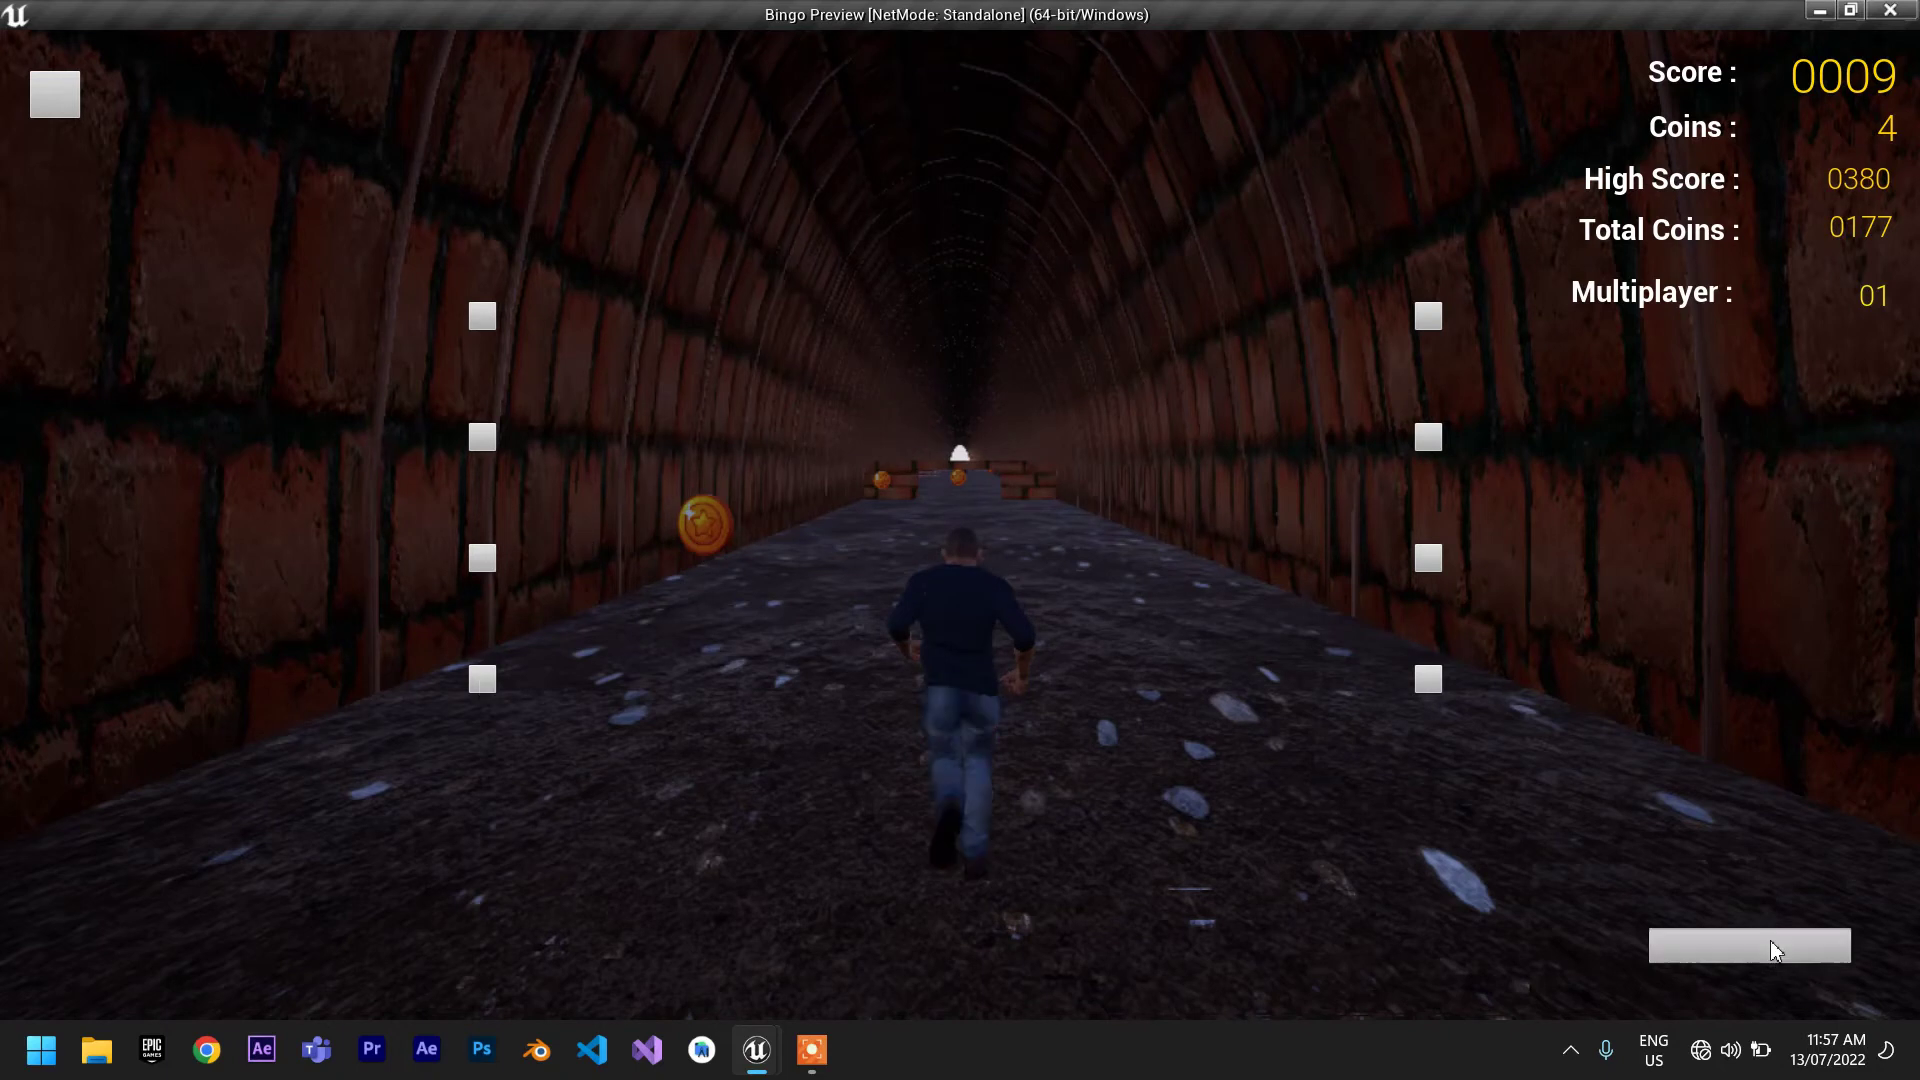 Bingo Preview [NetMode: Standalone] (64-bit/Windows)
Score : 0009
Coins : 4
High Score : 0380
Total Coins : 0177
Multiplayer : 01
EPIC GAMES
Ae
Pr
Ae
Ps
ENG
US
11:57 AM
13/07/2022